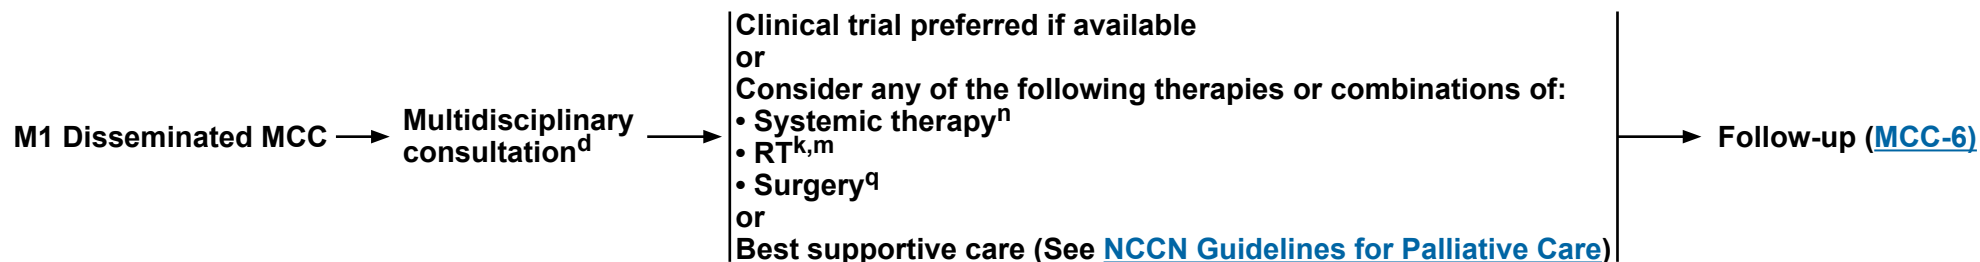 M1 Disseminated MCC
Multidisciplinary
consultationd
Clinical trial preferred if available
or
Consider any of the following therapies or combinations of:
• Systemic therapyn
• RTk,m
• Surgeryq
or
Best supportive care (See NCCN Guidelines for Palliative Care)
Follow-up (MCC-6)